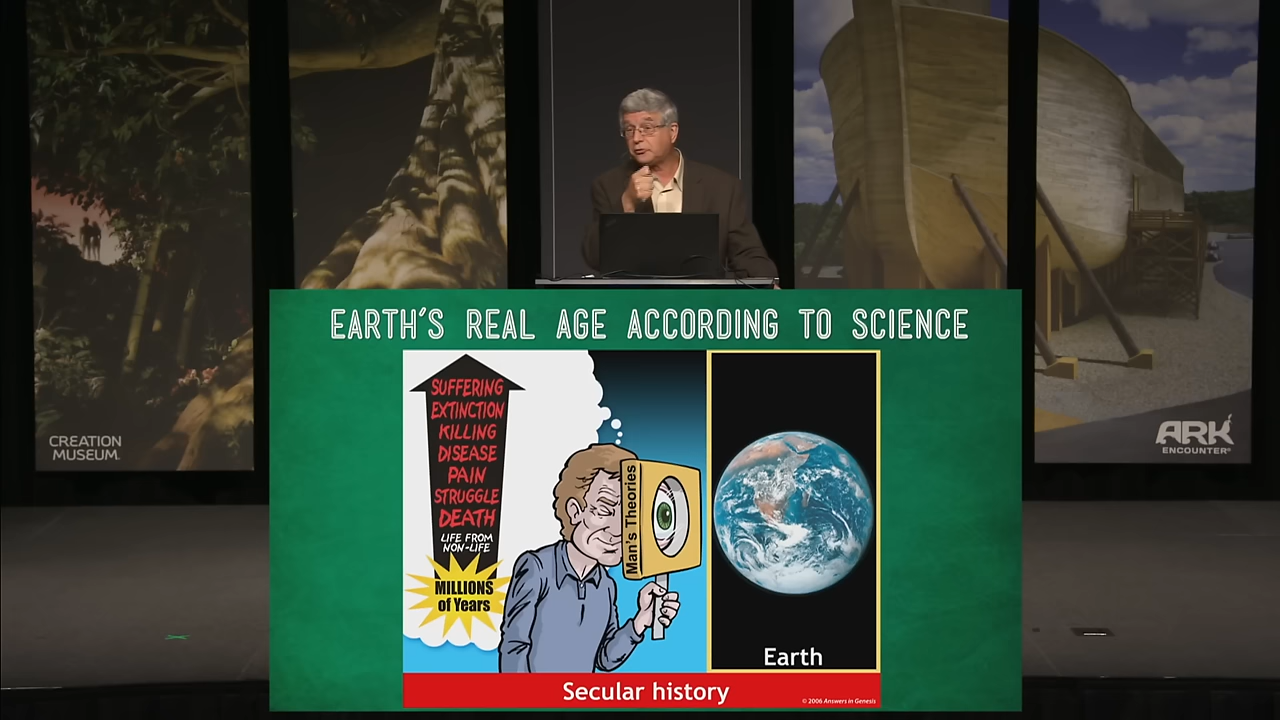 CREATION
MUSEUM
ARK
ENCOUNTER
EARTH'S REAL AGE ACCORDING TO SCIENCE
SUFFERING
EXTINCTION
KILLING
DISEASE
PAIN
STRUGGLE
DEATH
LIFE FROM
NON-LIFE
MILLIONS
of Years
Man's Theories
Earth
Secular history
© 2006 Answers in Genesis